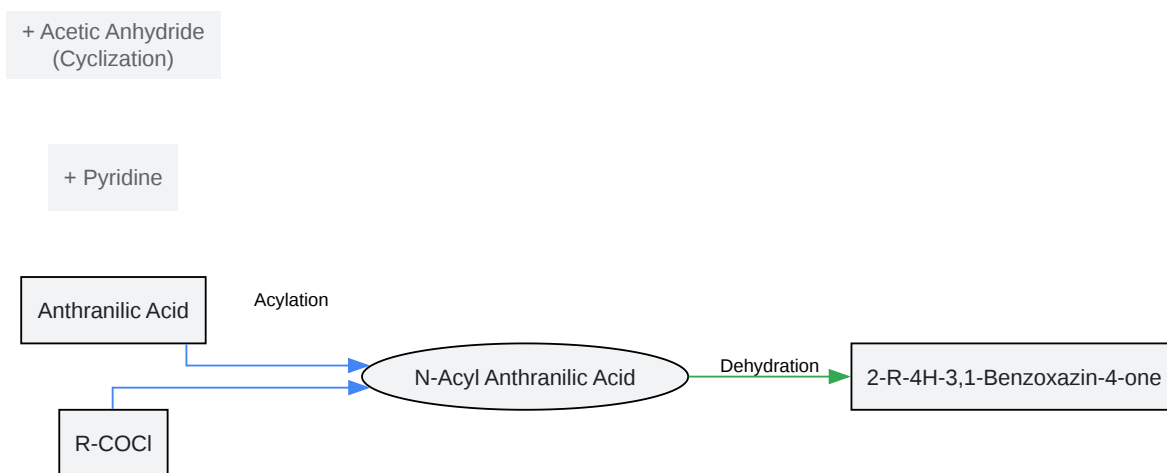 + Acetic Anhydride
(Cyclization)
+ Pyridine
Anthranilic Acid
Acylation
N-Acyl Anthranilic Acid
Dehydration
2-R-4H-3,1-Benzoxazin-4-one
R-COCl